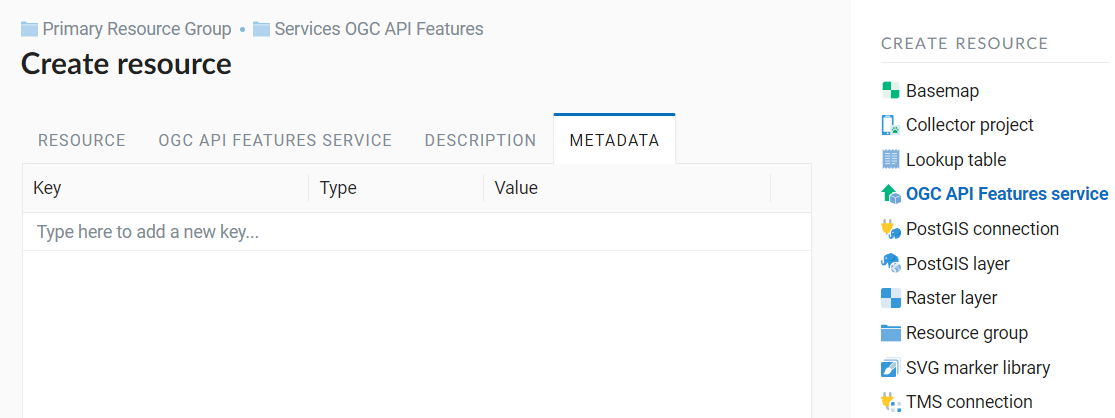 Primary Resource Group • Services OGC API Features
Create resource
RESOURCE OGC API FEATURES SERVICE DESCRIPTION METADATA
Key Type Value
Type here to add a new key...
CREATE RESOURCE
Basemap
Collector project
Lookup table
OGC API Features service
PostGIS connection
PostGIS layer
Raster layer
Resource group
SVG marker library
TMS connection